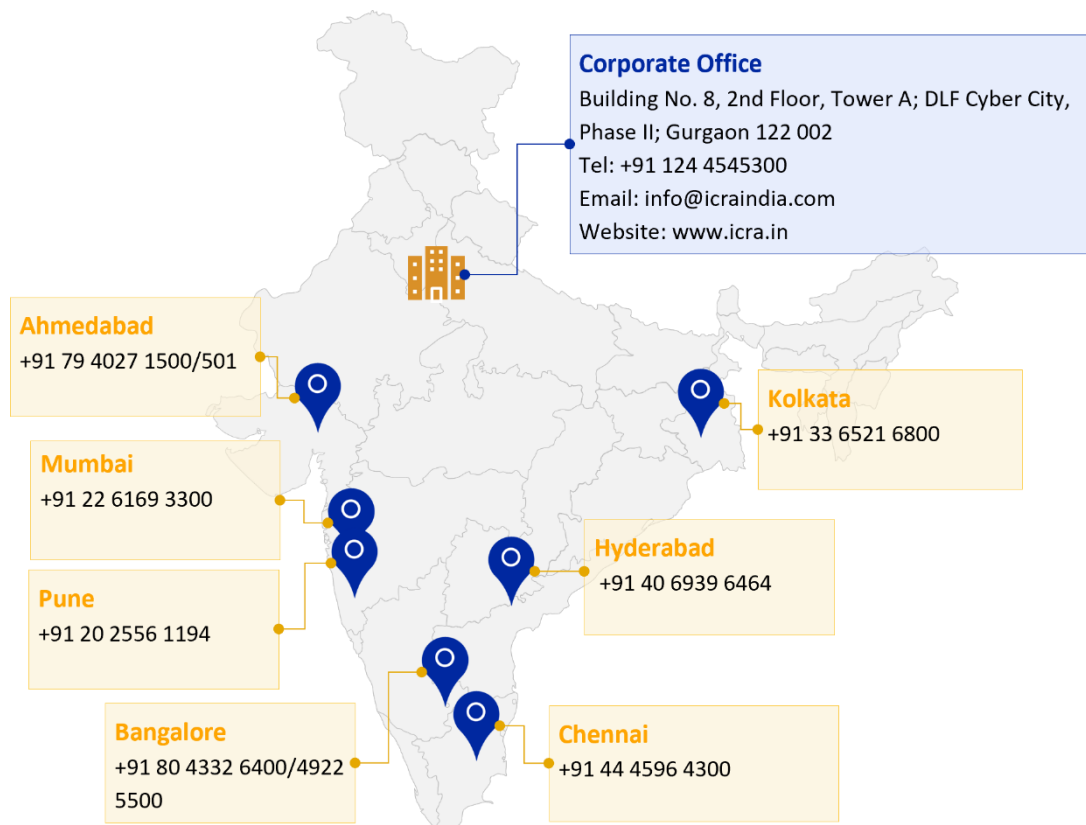 Corporate Office
Building No. 8, 2nd Floor, Tower A; DLF Cyber City,
Phase II; Gurgaon 122 002
Tel: +91 124 4545300
Email: info@icraindia.com
Website: www.icra.in
Ahmedabad
+91 79 4027 1500/501
Kolkata
+91 33 6521 6800
Mumbai
+91 22 6169 3300
Hyderabad
+91 40 6939 6464
Pune
+91 20 2556 1194
Bangalore
+91 80 4332 6400/4922
5500
Chennai
+91 44 4596 4300